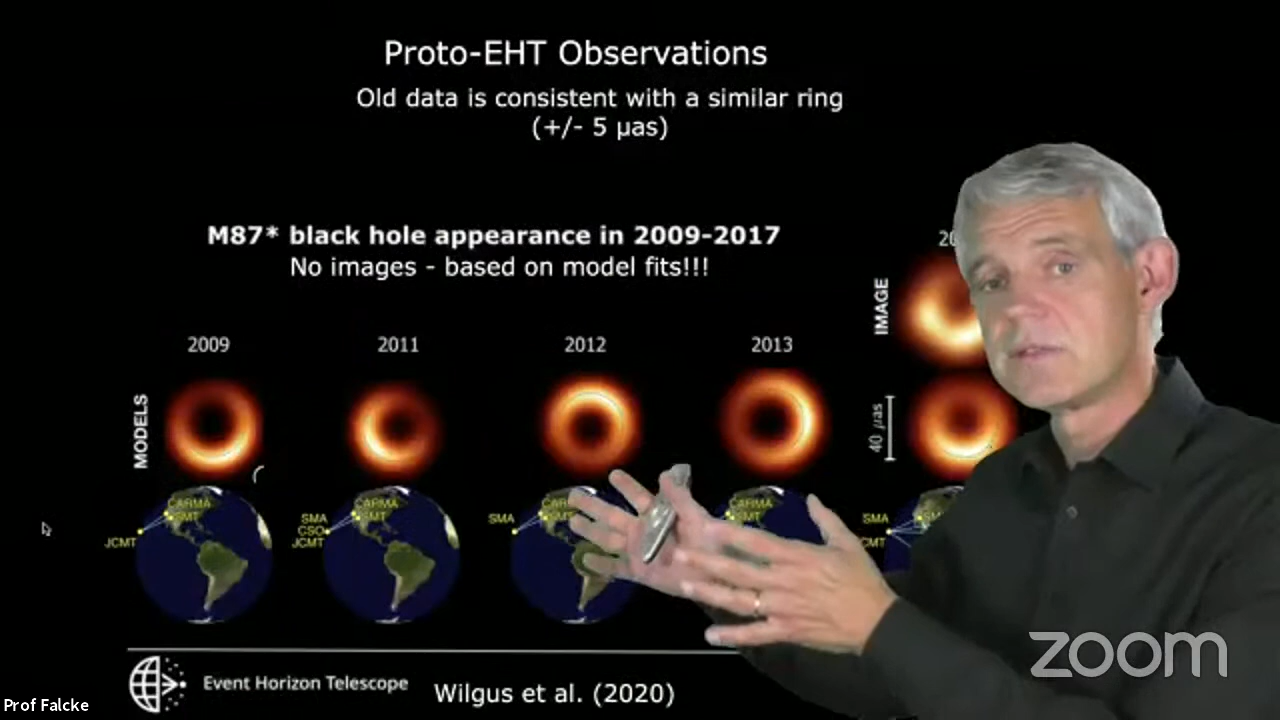 Proto-EHT Observations
Old data is consistent with a similar ring
(+/- 5 µas)
M87* black hole appearance in 2009-2017
No images - based on model fits!!!
2009
2011
2012
2013
IMAGE
MODELS
40 µas
CARMA
SMT
JCMT
CARMA
SMT
SMA
CSO
JCMT
SMA
SMA
Event Horizon Telescope
Wilgus et al. (2020)
zoom
Prof Falcke